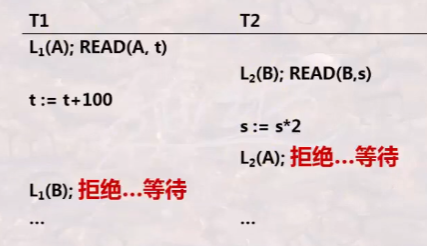 T1 T2
L₁(A); READ(A, t)
L₂(B); READ(B,s)
t := t+100
s := s*2
L₂(A); 拒绝...等待
L₁(B); 拒绝...等待
... ...